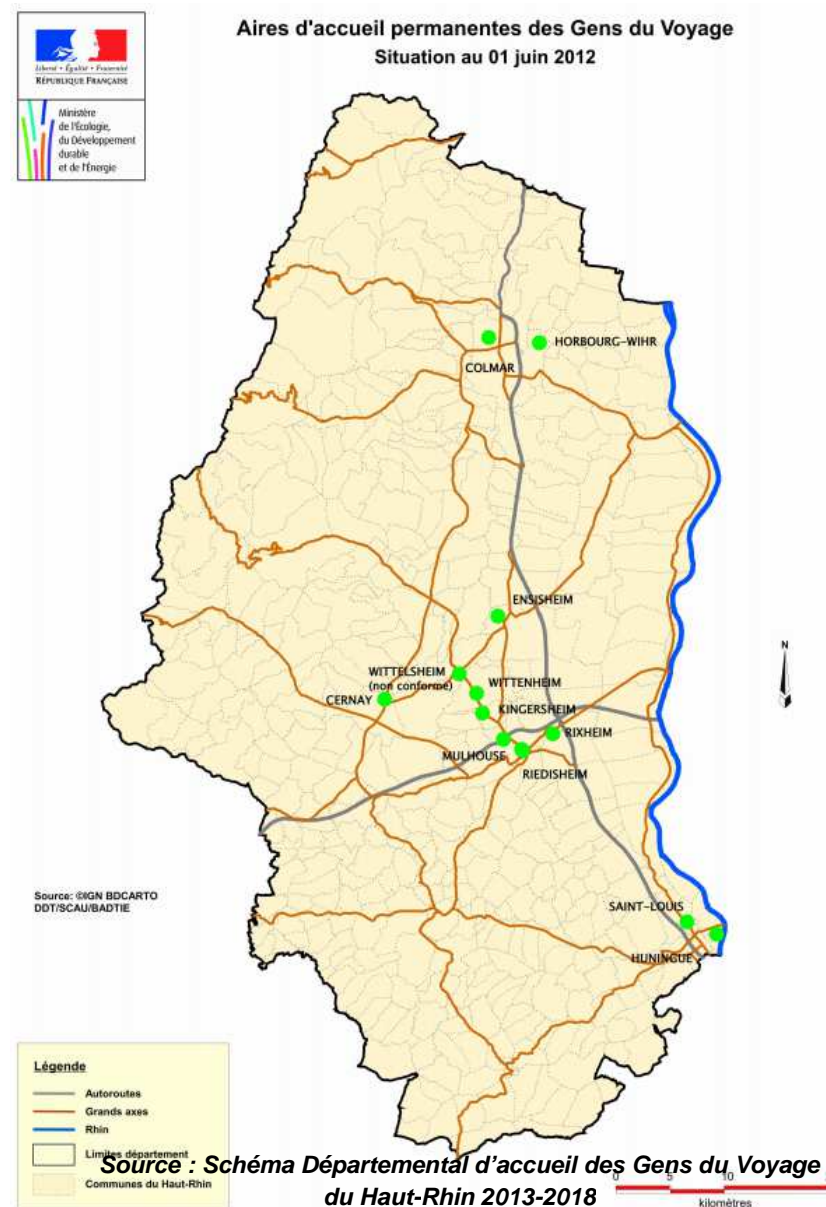 Aires d'accueil permanentes des Gens du Voyage
Situation au 01 juin 2012
Liberté • Égalité • Fraternité
RÉPUBLIQUE FRANÇAISE
Ministère
de l'Écologie,
du Développement
durable
et de l'Énergie
HORBOURG-WIHR
COLMAR
ENSISHEIM
WITTELSHEIM
(non conforme)
WITTENHEIM
CERNAY
KINGERSHEIM
RIXHEIM
MULHOUSE
RIEDISHEIM
N
SAINT-LOUIS
HUNINGUE
Source: ©IGN BDCARTO
DDT/SCAU/BADTIE
Légende
Autoroutes
Grands axes
Rhin
Limites département
Communes du Haut-Rhin
Source : Schéma Départemental d'accueil des Gens du Voyage
du Haut-Rhin 2013-2018
0 5 10
kilomètres